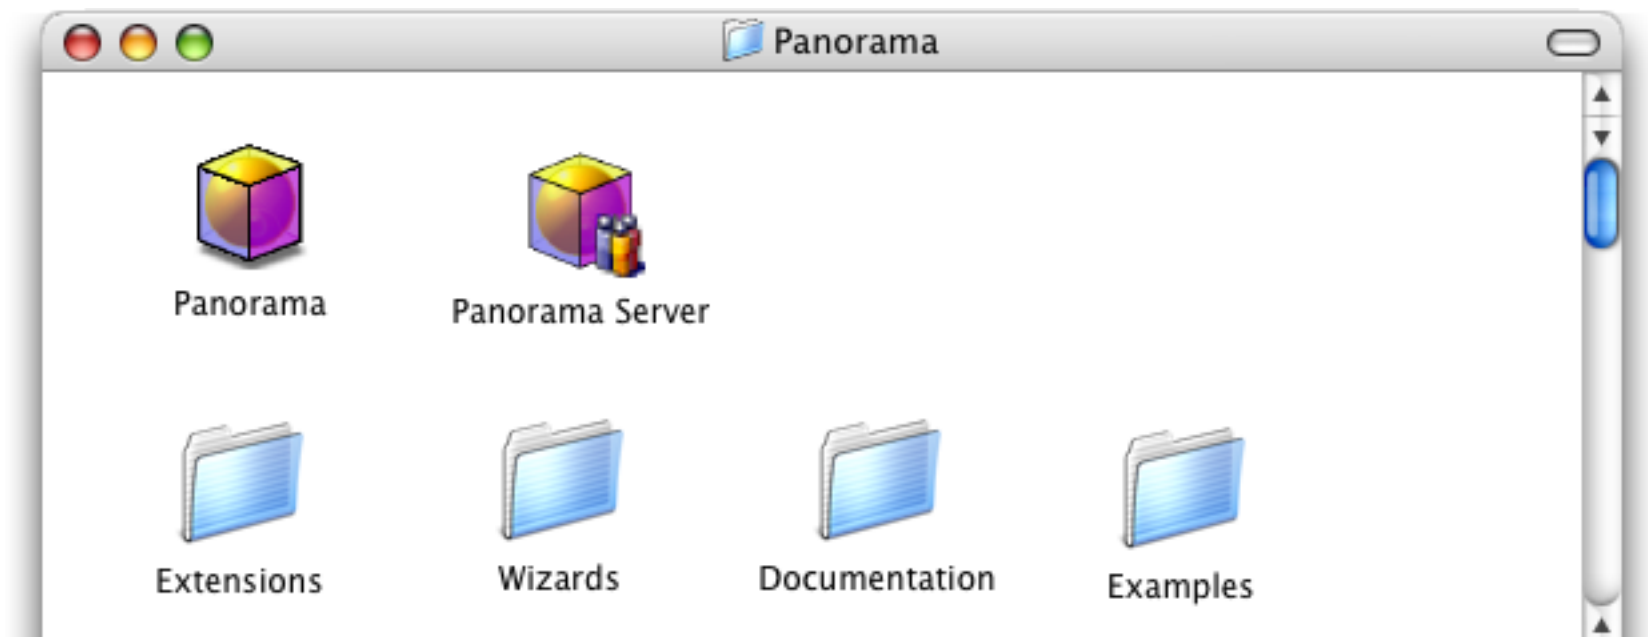 Panorama
Panorama
Panorama Server
Extensions
Wizards
Documentation
Examples